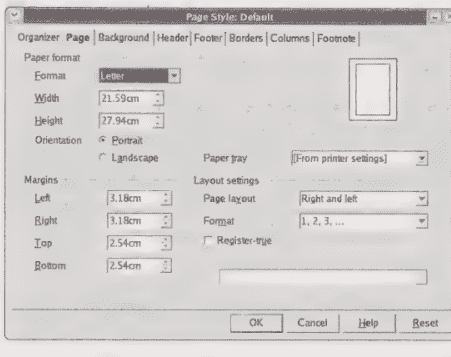 Page Style: Default
Organizer Page Background Header Footer Borders Columns Footnote
Paper format
Format Letter
Width 21.59cm
Height 27.94cm
Orientation Portrait
Landscape Paper tray [From printer settings]
Margins Layout settings
Left 3.18cm Page layout Right and left
Right 3.18cm Format 1, 2, 3, ...
Top 2.54cm Register-true
Bottom 2.54cm
OK Cancel Help Reset